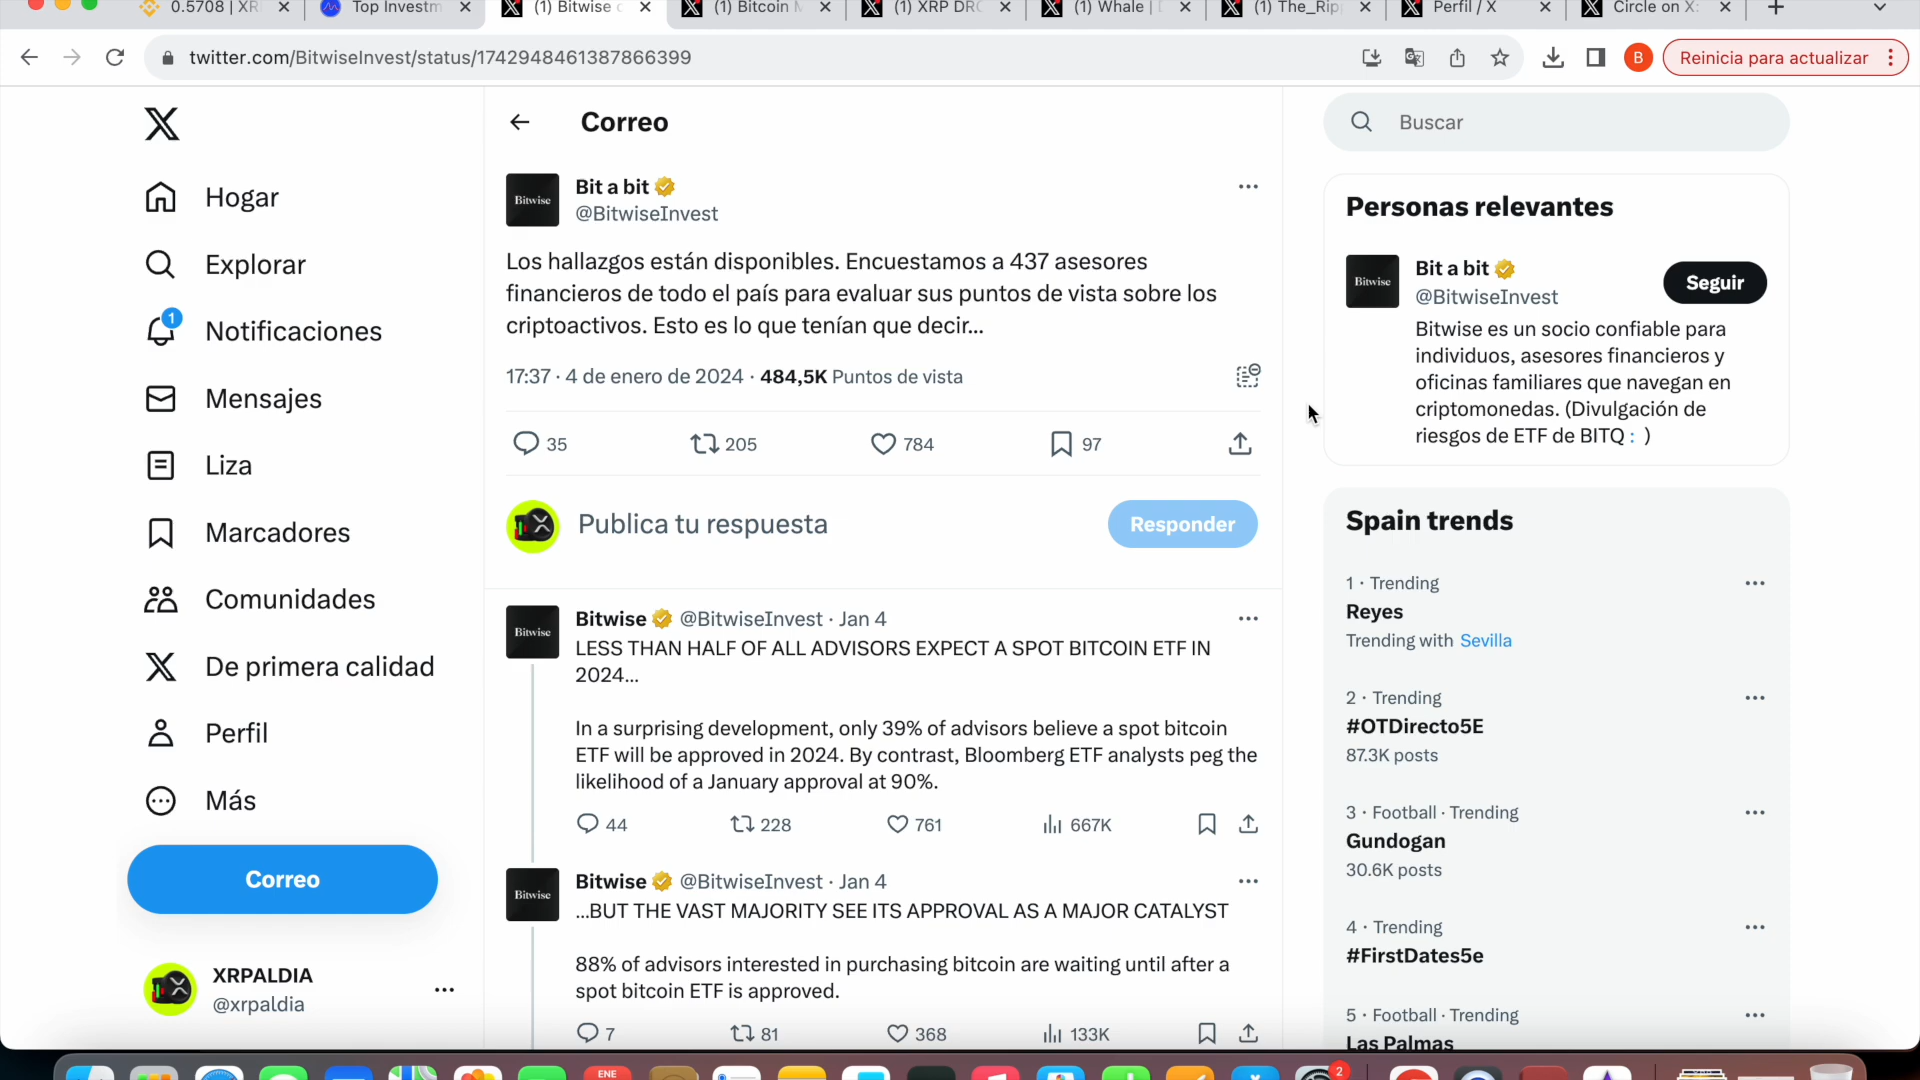 0.5708 | XR
Top Investm
(1) Bitwise
(1) Bitcoin
(1) XRP DR
(1) Whale |
(1) The_Rip
Perfil / X
Circle on X:
twitter.com/BitwiseInvest/status/1742948461387866399
B
Reinicia para actualizar
Hogar
Explorar
1
Notificaciones
Mensajes
Liza
Marcadores
Comunidades
De primera calidad
Perfil
Más
Correo
XRPALDIA
@xrpaldia
Correo
Bitwise
Bit a bit
@BitwiseInvest
Los hallazgos están disponibles. Encuestamos a 437 asesores
financieros de todo el país para evaluar sus puntos de vista sobre los
criptoactivos. Esto es lo que tenían que decir...
17:37 · 4 de enero de 2024 · 484,5K Puntos de vista
35 205 784 97
Publica tu respuesta
Responder
Bitwise
Bitwise @BitwiseInvest · Jan 4
LESS THAN HALF OF ALL ADVISORS EXPECT A SPOT BITCOIN ETF IN
2024...
In a surprising development, only 39% of advisors believe a spot bitcoin
ETF will be approved in 2024. By contrast, Bloomberg ETF analysts peg the
likelihood of a January approval at 90%.
44 228 761 667K
Bitwise
Bitwise @BitwiseInvest · Jan 4
...BUT THE VAST MAJORITY SEE ITS APPROVAL AS A MAJOR CATALYST
88% of advisors interested in purchasing bitcoin are waiting until after a
spot bitcoin ETF is approved.
7 81 368 133K
Buscar
Personas relevantes
Bitwise
Bit a bit
@BitwiseInvest
Seguir
Bitwise es un socio confiable para
individuos, asesores financieros y
oficinas familiares que navegan en
criptomonedas. (Divulgación de
riesgos de ETF de BITQ : )
Spain trends
1 · Trending
Reyes
Trending with Sevilla
2 · Trending
#OTDirecto5E
87.3K posts
3 · Football · Trending
Gundogan
30.6K posts
4 · Trending
#FirstDates5e
5 · Football · Trending
Las Palmas
ENE
2